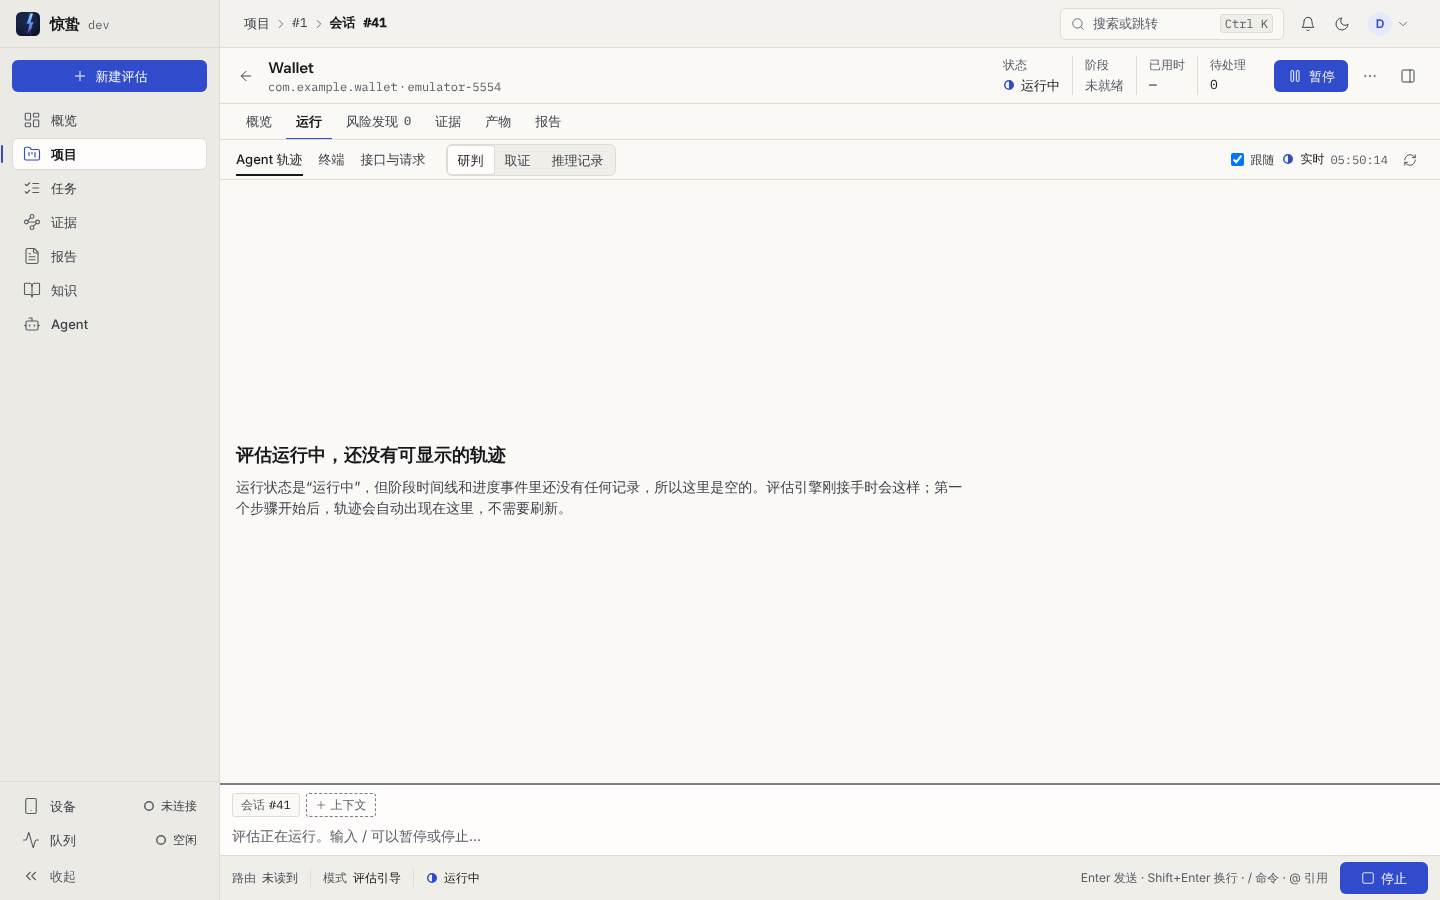 惊蛰 dev
项目 > #1 > 会话 #41
搜索或跳转 Ctrl K
D
新建评估
概览
项目
任务
证据
报告
知识
Agent
Wallet
com.example.wallet · emulator-5554
状态 运行中
阶段 未就绪
已用时 —
待处理 0
暂停
概览 运行 风险发现 0 证据 产物 报告
Agent 轨迹 终端 接口与请求 研判 取证 推理记录
跟随 实时 05:50:14
评估运行中，还没有可显示的轨迹
运行状态是“运行中”，但阶段时间线和进度事件里还没有任何记录，所以这里是空的。评估引擎刚接手时会这样；第一
个步骤开始后，轨迹会自动出现在这里，不需要刷新。
设备 未连接
队列 空闲
收起
会话 #41 + 上下文
评估正在运行。输入 / 可以暂停或停止...
路由 未读到 模式 评估引导 运行中
Enter 发送 · Shift+Enter 换行 · / 命令 · @ 引用
停止